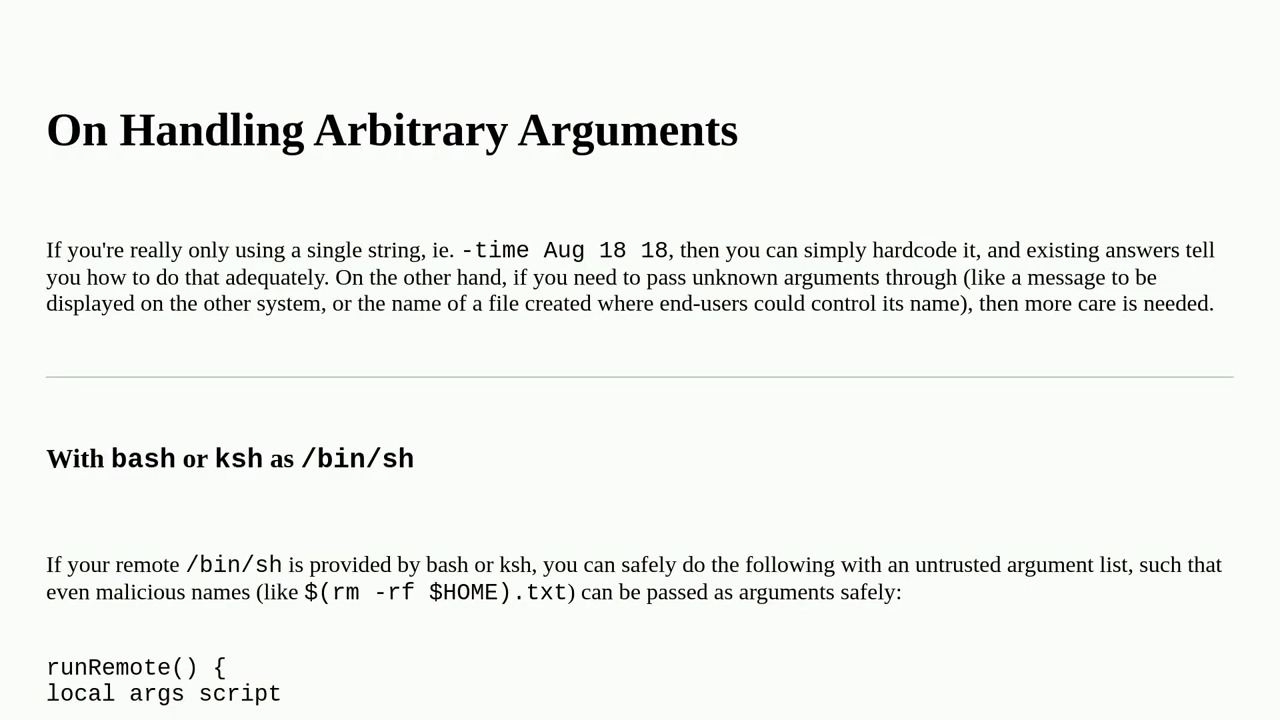 On Handling Arbitrary Arguments
If you're really only using a single string, ie. -time Aug 18 18, then you can simply hardcode it, and existing answers tell
you how to do that adequately. On the other hand, if you need to pass unknown arguments through (like a message to be
displayed on the other system, or the name of a file created where end-users could control its name), then more care is needed.
With bash or ksh as /bin/sh
If your remote /bin/sh is provided by bash or ksh, you can safely do the following with an untrusted argument list, such that
even malicious names (like $(rm -rf $HOME).txt) can be passed as arguments safely:
runRemote() {
local args script